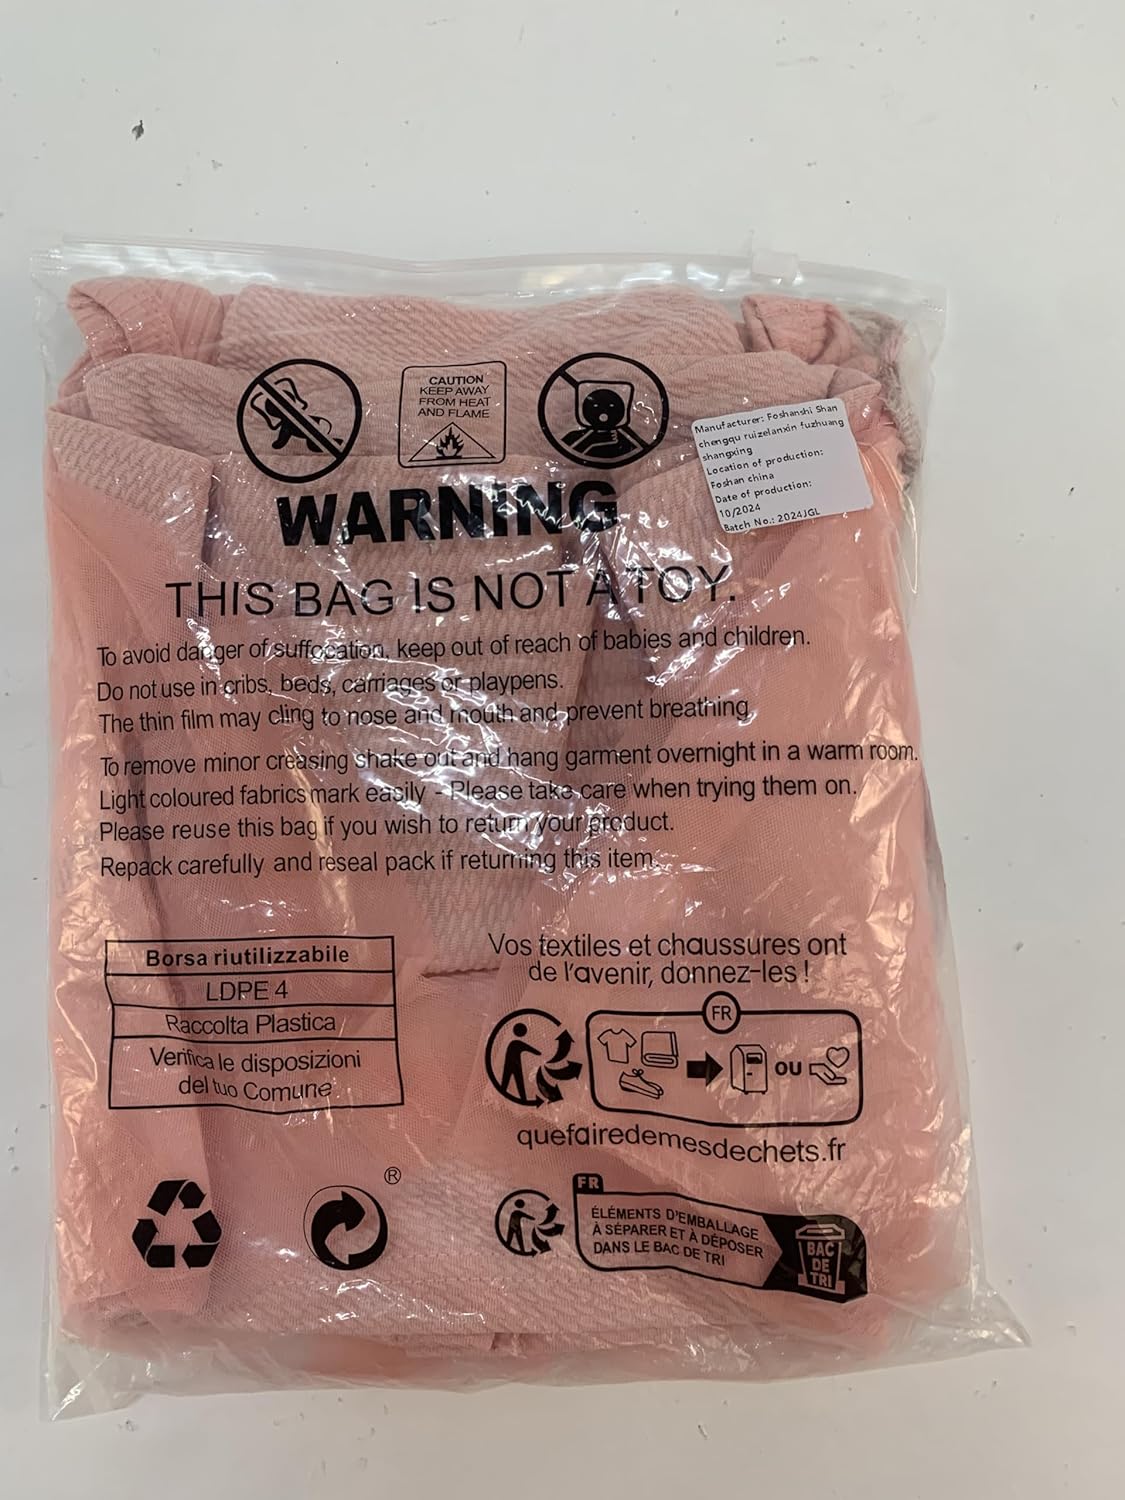 CAUTION
KEEP AWAY
FROM HEAT
AND FLAME
Manufacturer: Foshanshi Shan
chengqu ruizelanxin fuzhuang
shangxing
Location of production:
Foshan china
Date of production:
10/2024
Batch No.: 2024JGL
WARNING
THIS BAG IS NOT A TOY.
To avoid danger of suffocation, keep out of reach of babies and children.
Do not use in cribs, beds, carriages or playpens.
The thin film may cling to nose and mouth and prevent breathing.
To remove minor creasing shake out and hang garment overnight in a warm room.
Light coloured fabrics mark easily - Please take care when trying them on.
Please reuse this bag if you wish to return your product.
Repack carefully and reseal pack if returning this item.
Borsa riutilizzabile
LDPE 4
Raccolta Plastica
Verifica le disposizioni
del tuo Comune
Vos textiles et chaussures ont
de l'avenir, donnez-les !
FR
OU
quefairedemesdechets.fr
®
FR
ÉLÉMENTS D'EMBALLAGE
À SÉPARER ET À DÉPOSER
DANS LE BAC DE TRI
BAC
DE
TRI